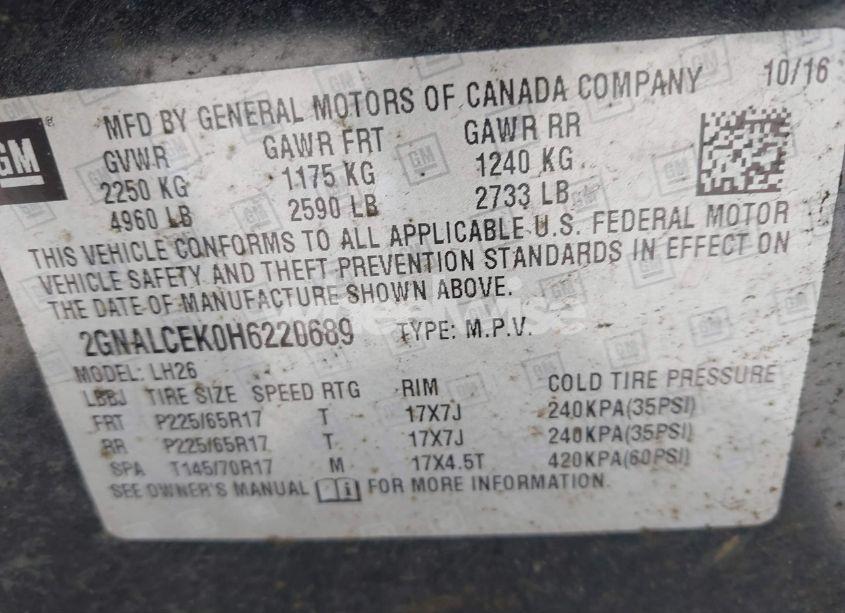 GM
MFD BY GENERAL MOTORS OF CANADA COMPANY 10/16
GVWR GAWR FRT GAWR RR
2250 KG 1175 KG 1240 KG
4960 LB 2590 LB 2733 LB
THIS VEHICLE CONFORMS TO ALL APPLICABLE U.S. FEDERAL MOTOR
VEHICLE SAFETY AND THEFT PREVENTION STANDARDS IN EFFECT ON
THE DATE OF MANUFACTURE SHOWN ABOVE.
2GNALCEK0H6220689 TYPE: M.P.V.
MODEL: LH26
LBBJ TIRE SIZE SPEED RTG RIM COLD TIRE PRESSURE
FRT P225/65R17 T 17X7J 240KPA(35PSI)
RR P225/65R17 T 17X7J 240KPA(35PSI)
SPA T145/70R17 M 17X4.5T 420KPA(60PSI)
SEE OWNER'S MANUAL FOR MORE INFORMATION.